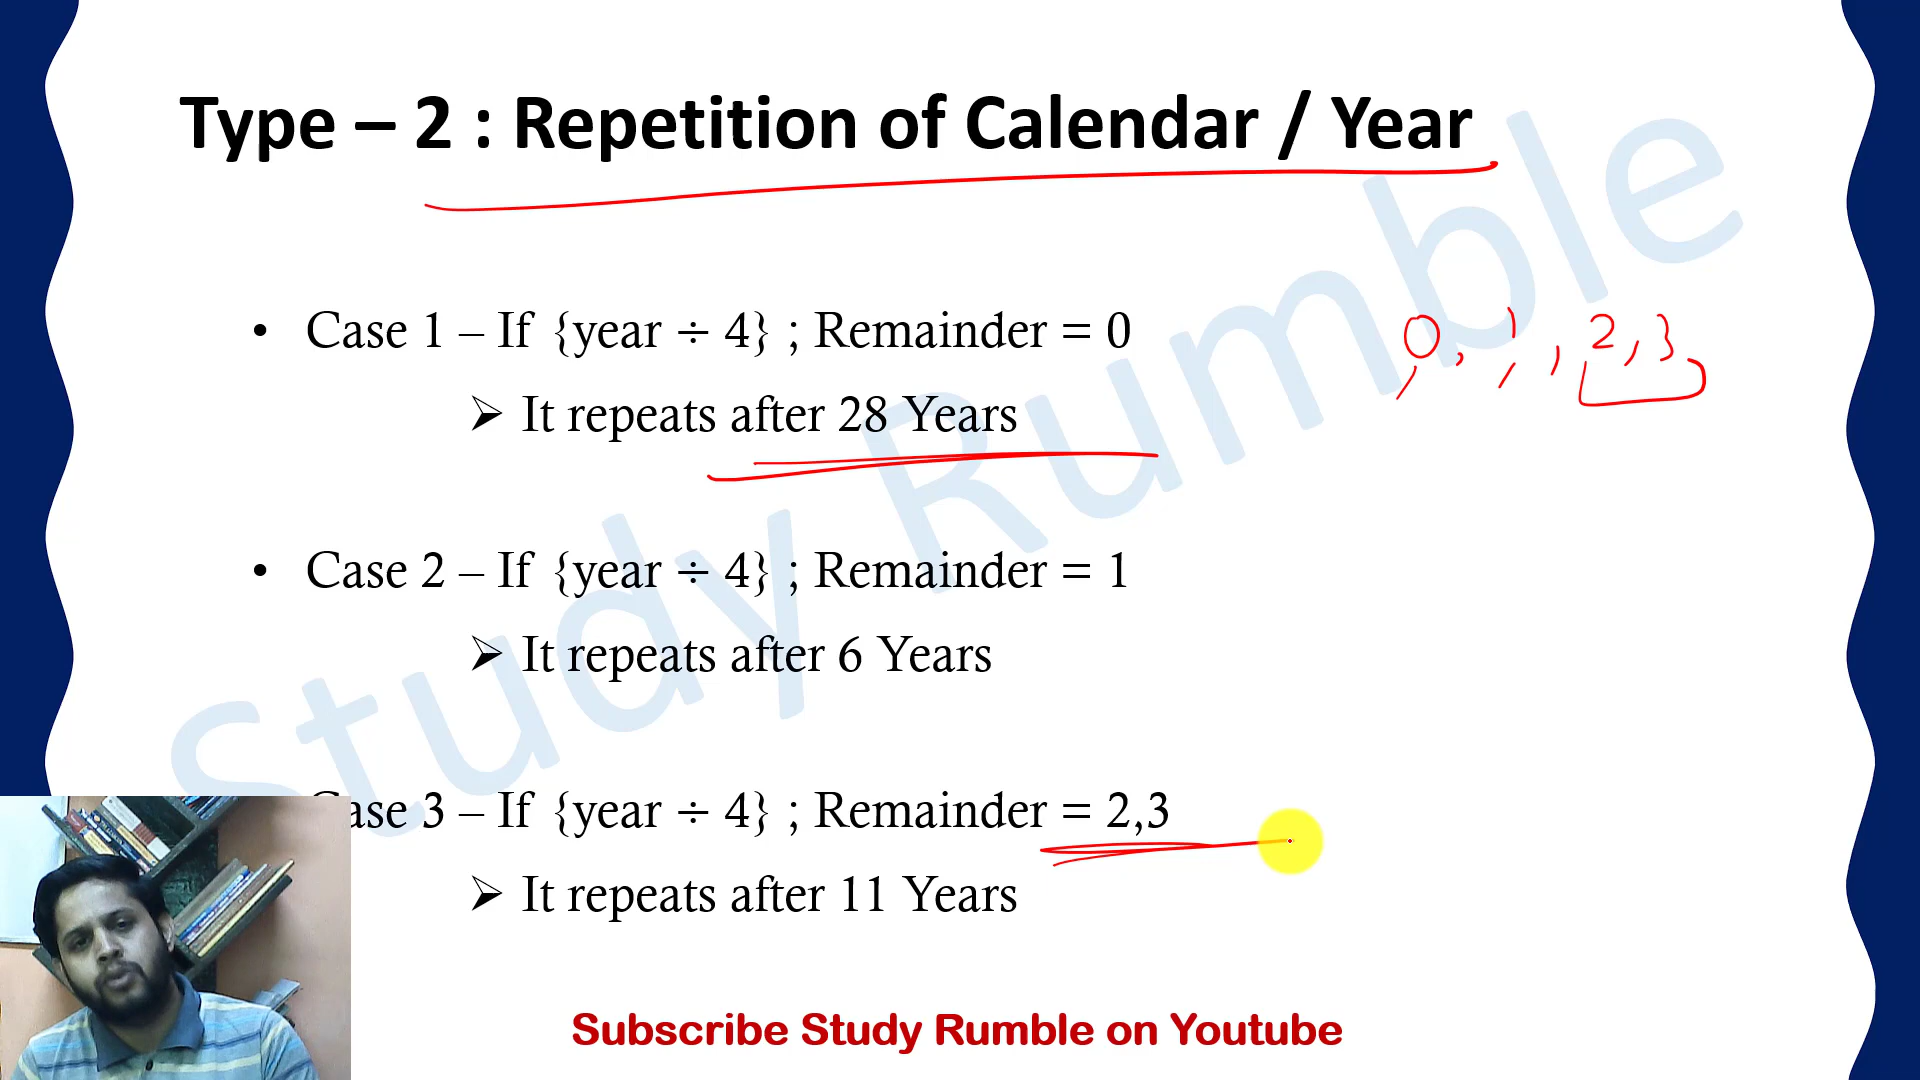 Type – 2 : Repetition of Calendar / Year
• Case 1 – If {year ÷ 4} ; Remainder = 0
0, 1, 2, 3
➢ It repeats after 28 Years
• Case 2 – If {year ÷ 4} ; Remainder = 1
➢ It repeats after 6 Years
Case 3 – If {year ÷ 4} ; Remainder = 2,3
➢ It repeats after 11 Years
Study Rumble
Subscribe Study Rumble on Youtube